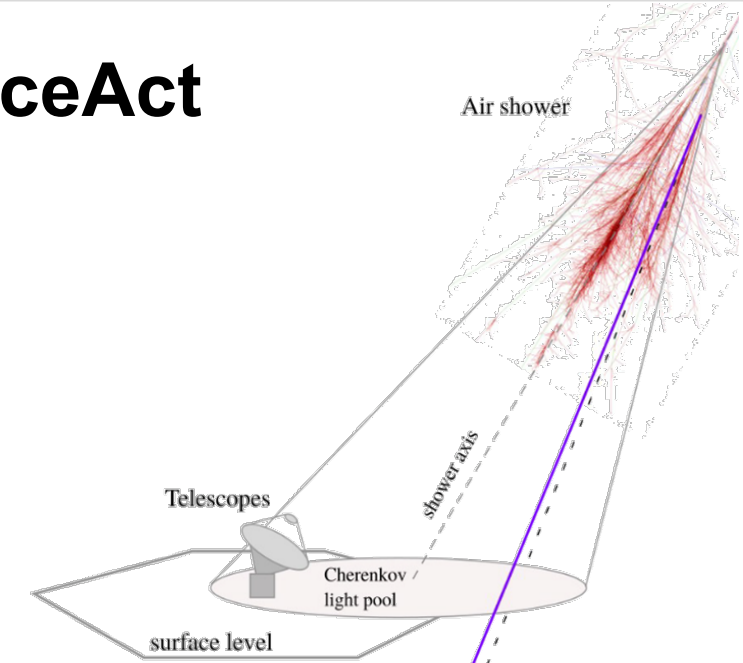 ceAct
Air shower
shower axis
Telescopes
Cherenkov
light pool
surface level